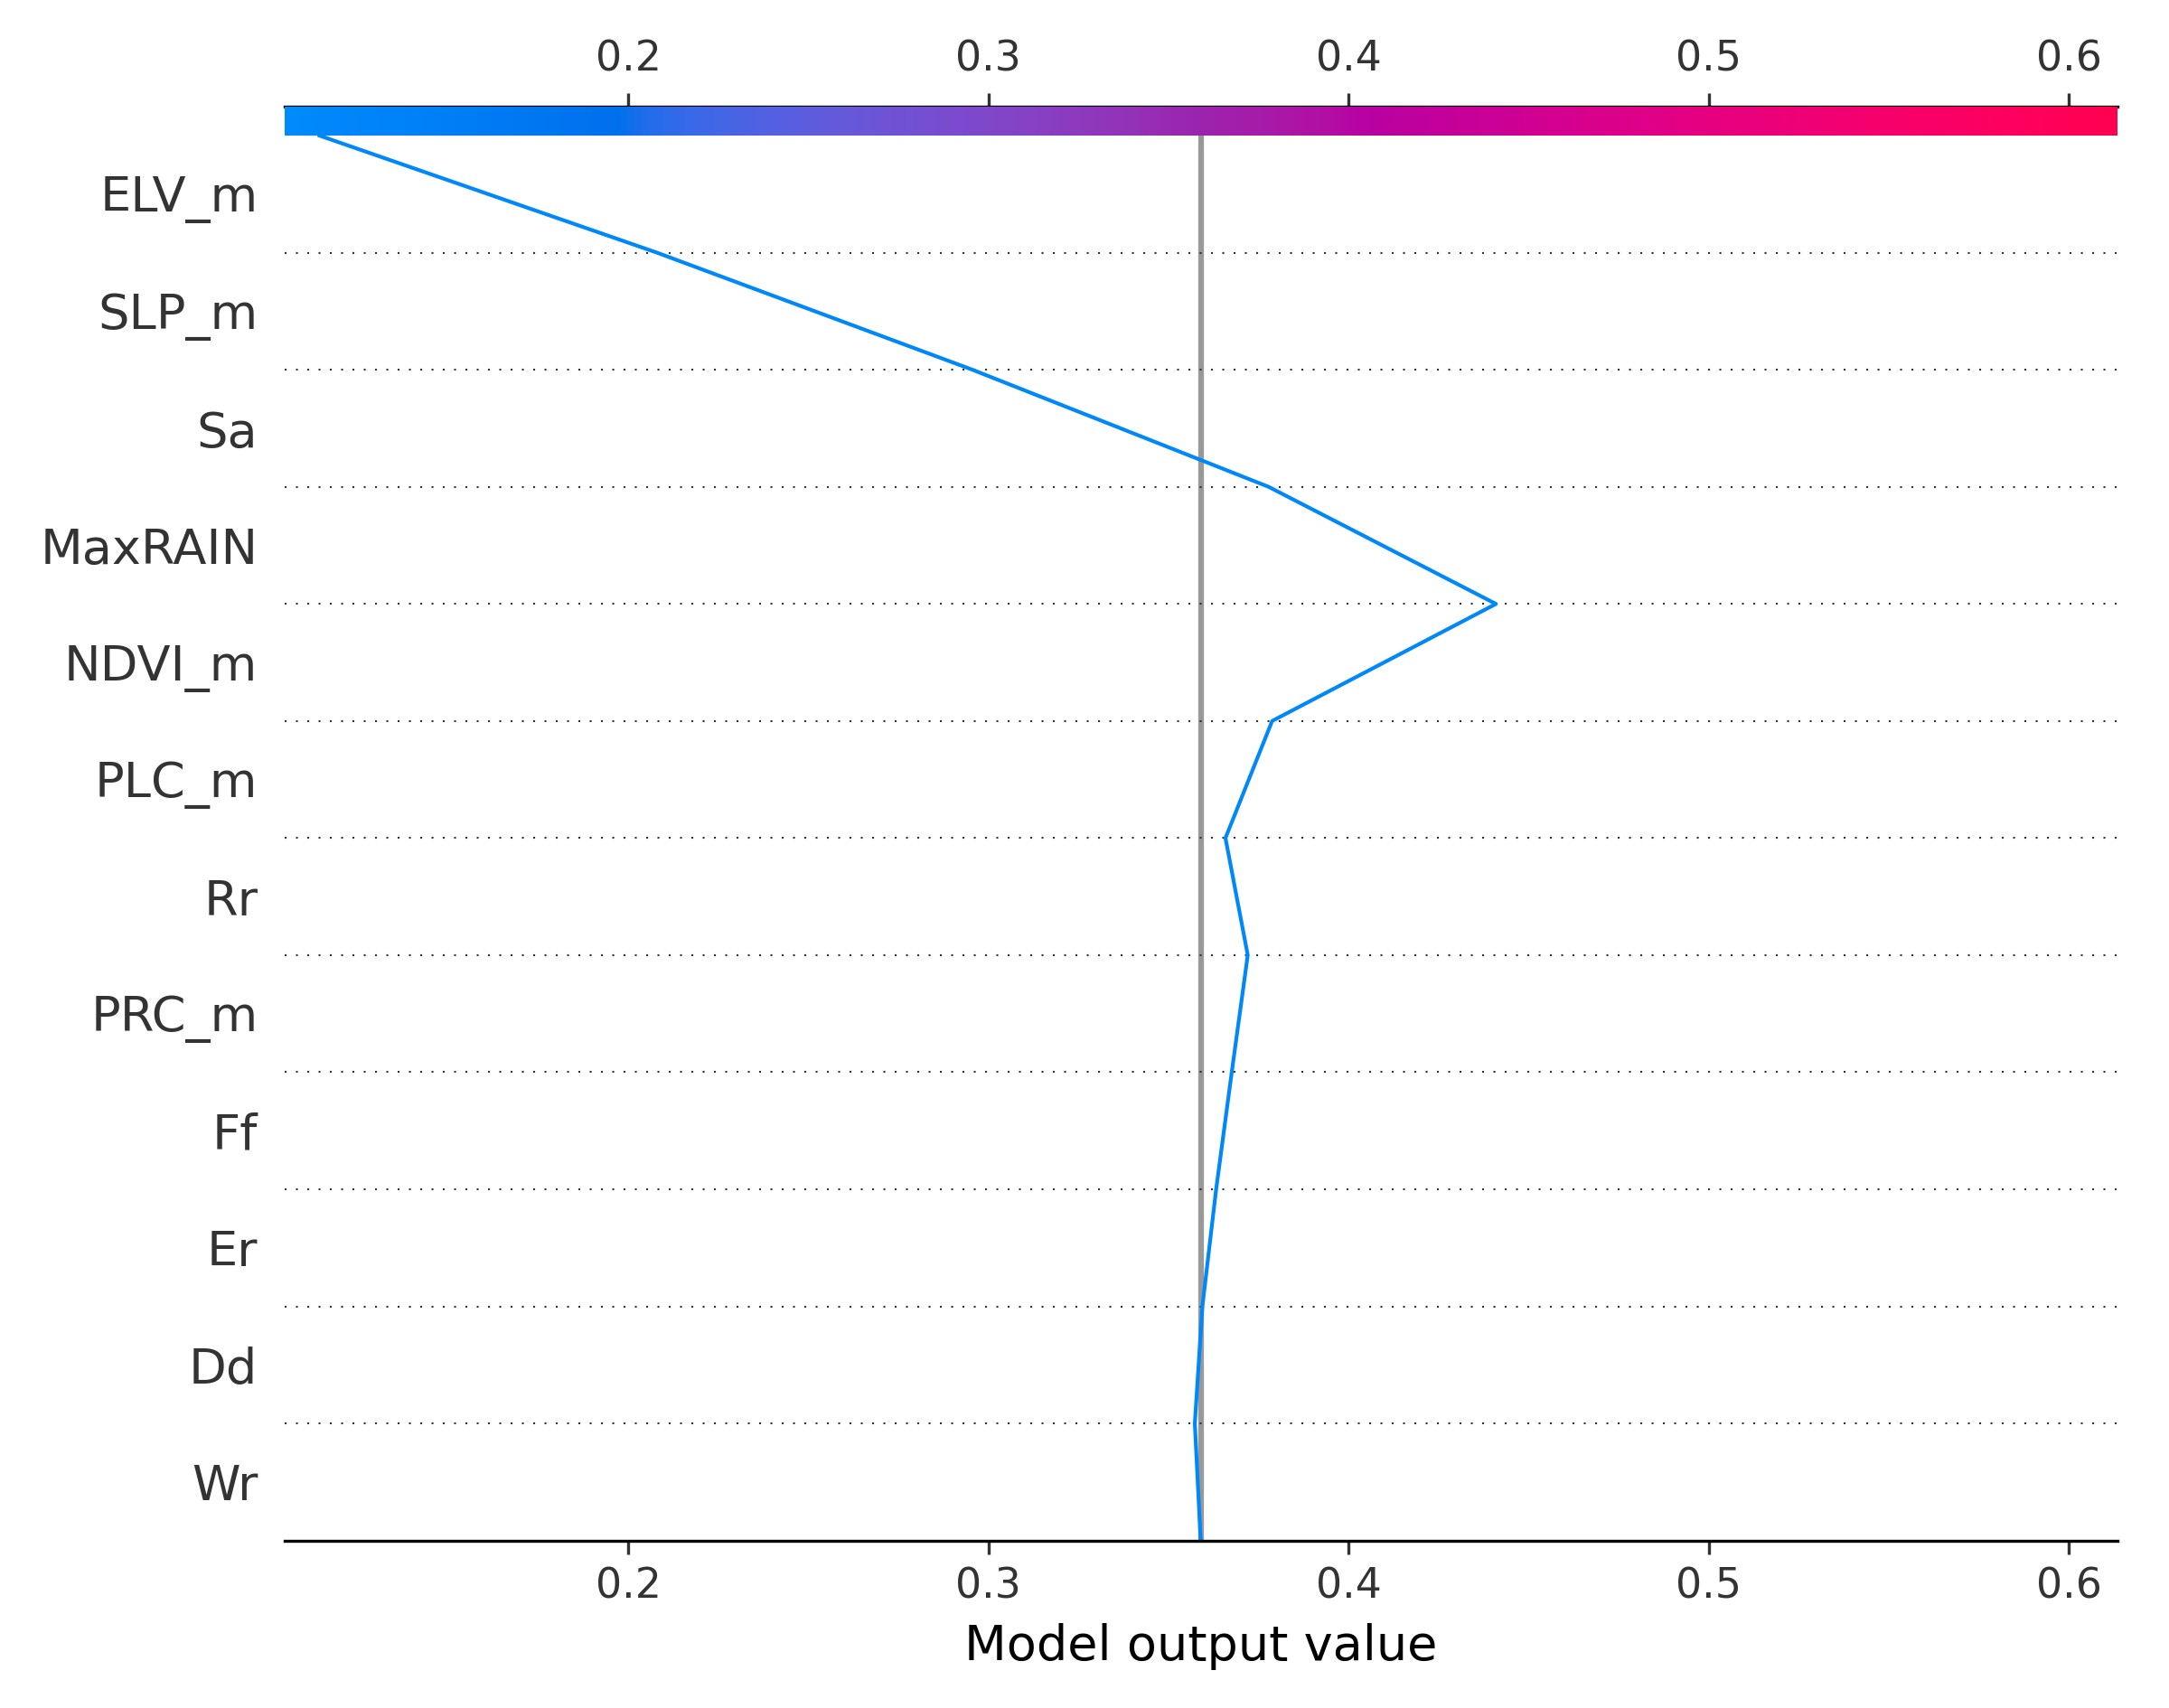 0.2 0.3 0.4 0.5 0.6
ELV_m
SLP_m
Sa
MaxRAIN
NDVI_m
PLC_m
Rr
PRC_m
Ff
Er
Dd
Wr
0.2 0.3 0.4 0.5 0.6
Model output value